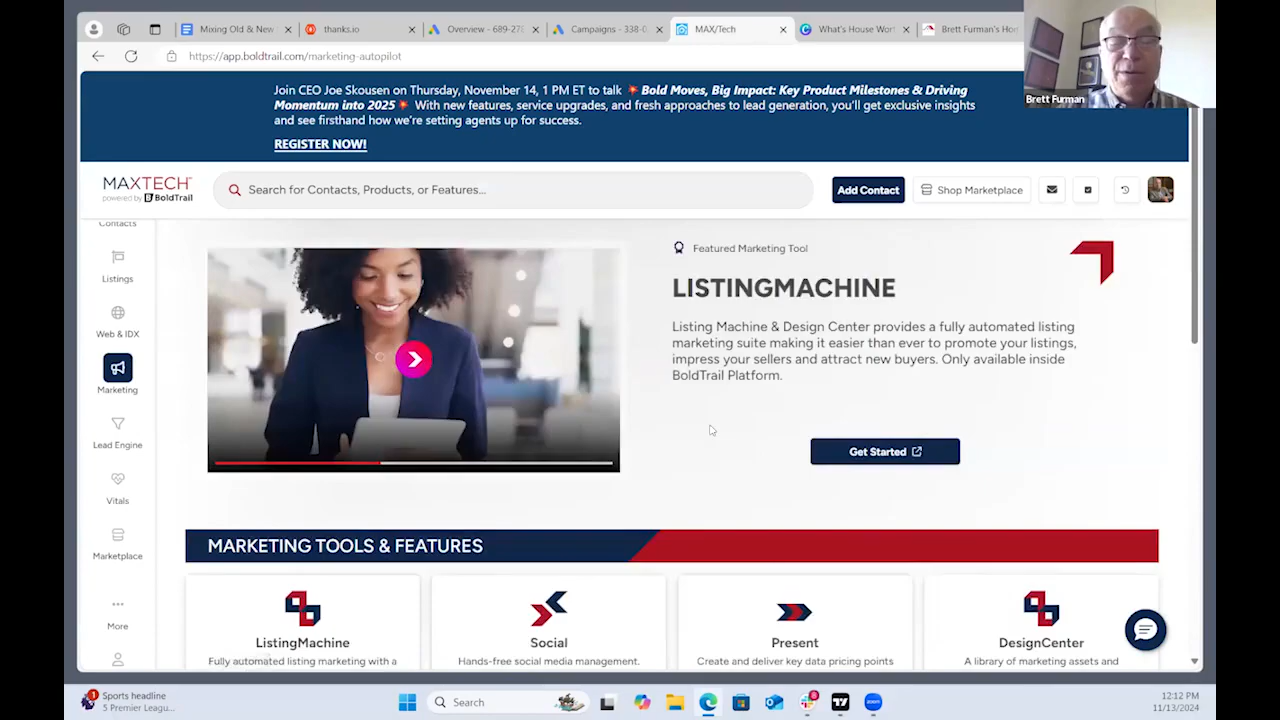 Mixing Old & New
thanks.io
Overview - 689-27
Campaigns - 338-0
MAX/Tech
What's House Wor
Brett Furman's Hor
https://app.boldtrail.com/marketing-autopilot
Brett Furman
Join CEO Joe Skousen on Thursday, November 14, 1 PM ET to talk 💥 Bold Moves, Big Impact: Key Product Milestones & Driving
Momentum into 2025 💥 With new features, service upgrades, and fresh approaches to lead generation, you'll get exclusive insights
and see firsthand how we're setting agents up for success.
REGISTER NOW!
MAXTECH
powered by BoldTrail
Search for Contacts, Products, or Features...
Add Contact
Shop Marketplace
Contacts
Listings
Web & IDX
Marketing
Lead Engine
Vitals
Marketplace
More
Featured Marketing Tool
LISTINGMACHINE
Listing Machine & Design Center provides a fully automated listing
marketing suite making it easier than ever to promote your listings,
impress your sellers and attract new buyers. Only available inside
BoldTrail Platform.
Get Started
MARKETING TOOLS & FEATURES
ListingMachine
Fully automated listing marketing with a
Social
Hands-free social media management.
Present
Create and deliver key data pricing points
DesignCenter
A library of marketing assets and
1
Sports headline
5 Premier Leagu...
Search
8
12:12 PM
11/13/2024